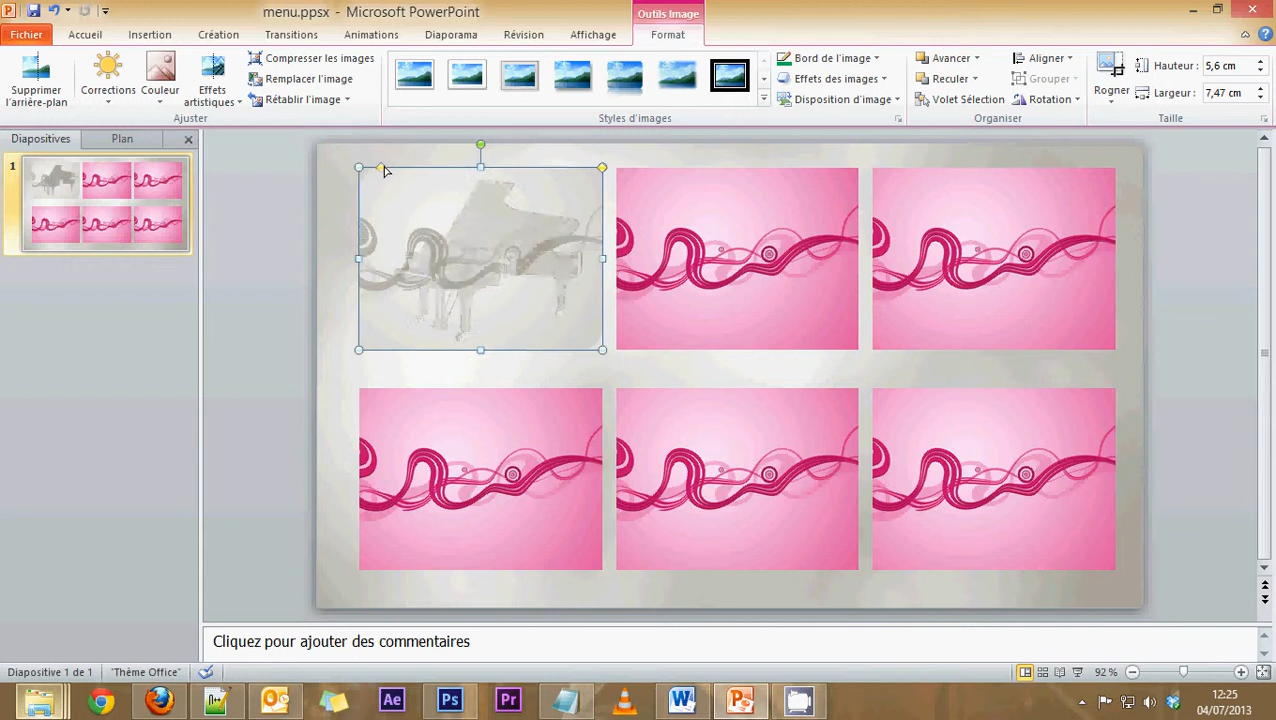 menu.ppsx - Microsoft PowerPoint
Outils Image
Fichier Accueil Insertion Création Transitions Animations Diaporama Révision Affichage Format
Supprimer l'arrière-plan
Corrections
Couleur
Effets artistiques
Compresser les images
Remplacer l'image
Rétablir l'image
Ajuster
Styles d'images
Bord de l'image
Effets des images
Disposition d'image
Avancer
Reculer
Volet Sélection
Aligner
Grouper
Rotation
Organiser
Rogner
Hauteur : 5,6 cm
Largeur : 7,47 cm
Taille
Diapositives Plan
1
Cliquez pour ajouter des commentaires
Diapositive 1 de 1 "Thème Office" 92 %
Ae Ps Pr
12:25
04/07/2013